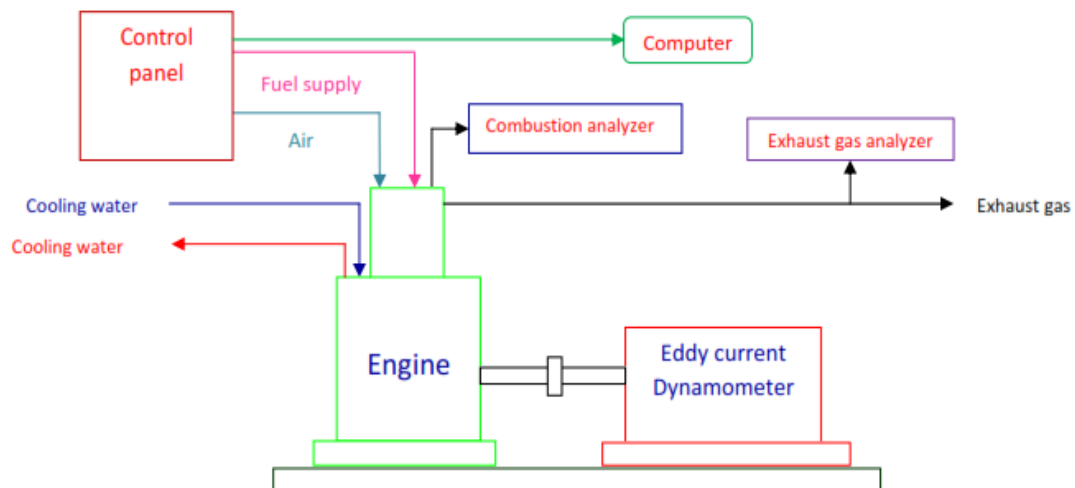 Control
panel
Computer
Fuel supply
Combustion analyzer
Air
Exhaust gas analyzer
Cooling water
Exhaust gas
Cooling water
Engine
Eddy current
Dynamometer